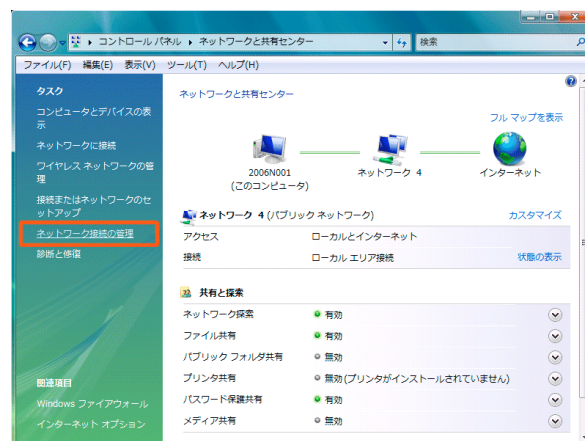 コントロール パネル ▸ ネットワークと共有センター
検索
ファイル(F) 編集(E) 表示(V) ツール(T) ヘルプ(H)
タスク
コンピュータとデバイスの表
示
ネットワークに接続
ワイヤレス ネットワークの管
理
接続またはネットワークのセ
ットアップ
ネットワーク接続の管理
診断と修復
関連項目
Windows ファイアウォール
インターネット オプション
ネットワークと共有センター
フル マップを表示
2006N001
(このコンピュータ)
ネットワーク 4
インターネット
ネットワーク 4 (パブリック ネットワーク) カスタマイズ
アクセス ローカルとインターネット
接続 ローカル エリア接続 状態の表示
共有と探索
ネットワーク探索 有効
ファイル共有 有効
パブリック フォルダ共有 無効
プリンタ共有 無効(プリンタがインストールされていません)
パスワード保護共有 有効
メディア共有 無効